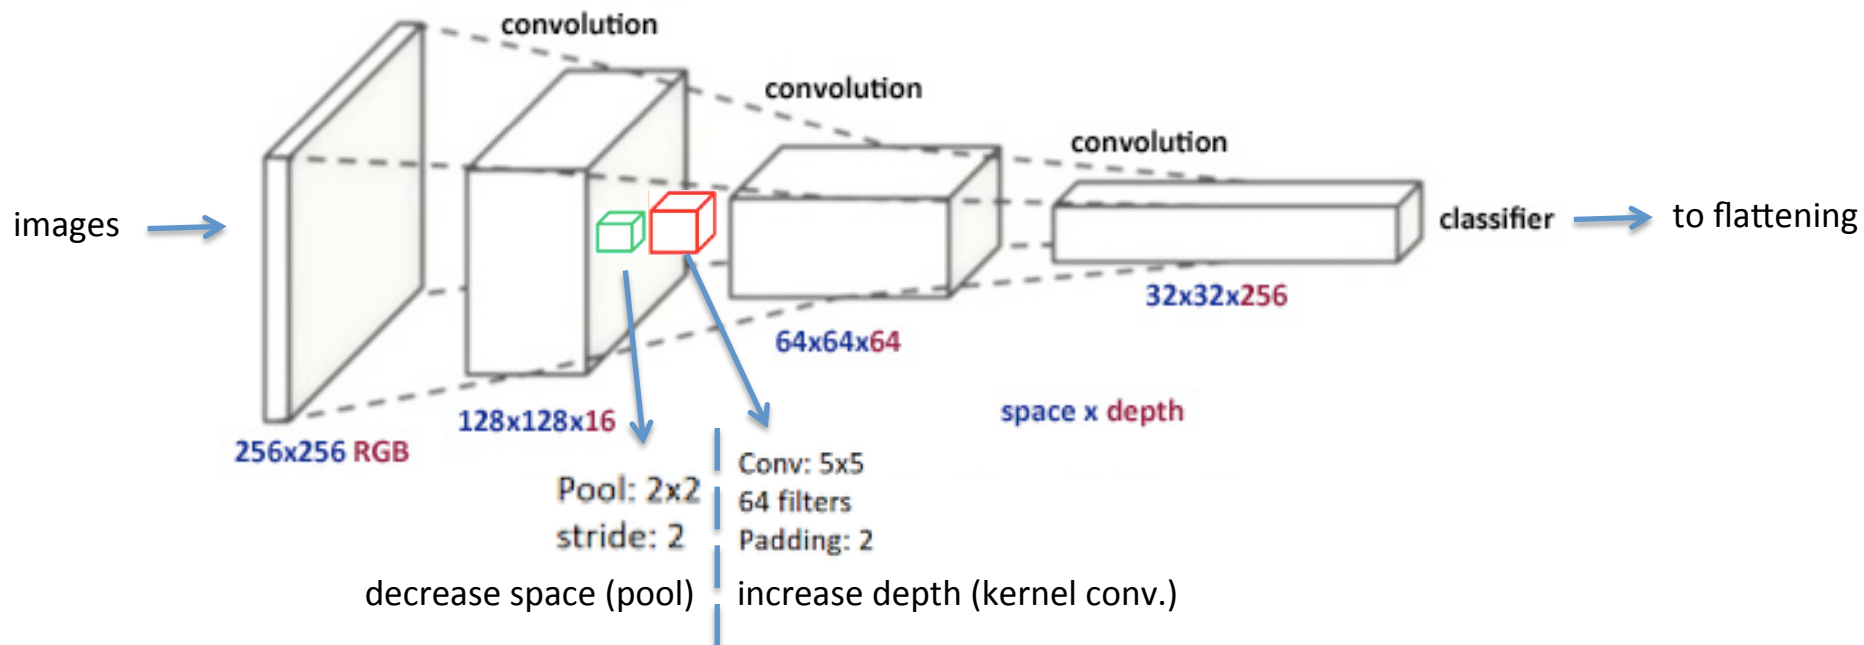 convolution
convolution
convolution
images
classifier
to flattening
32x32x256
64x64x64
space x depth
128x128x16
256x256 RGB
Pool: 2x2
stride: 2
Conv: 5x5
64 filters
Padding: 2
decrease space (pool)
increase depth (kernel conv.)